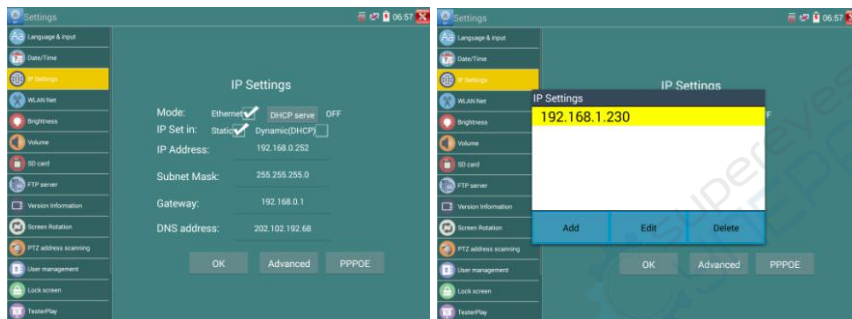 Settings
06:57
Language & input
Date/Time
IP Settings
WLAN Net
Brightness
Volume
SD card
FTP server
Version Information
Screen Rotation
PTZ address scanning
User management
Lock screen
TesterPlay
IP Settings
Mode: Ethernet DHCP serve OFF
IP Set in: Static Dynamic(DHCP)
IP Address: 192.168.0.252
Subnet Mask: 255.255.255.0
Gateway: 192.168.0.1
DNS address: 202.102.192.68
OK Advanced PPPOE
Settings
06:57
Language & input
Date/Time
IP Settings
WLAN Net
Brightness
Volume
SD card
FTP server
Version Information
Screen Rotation
PTZ address scanning
User management
Lock screen
TesterPlay
IP Settings
IP Settings
192.168.1.230
Add Edit Delete
OK Advanced PPPOE